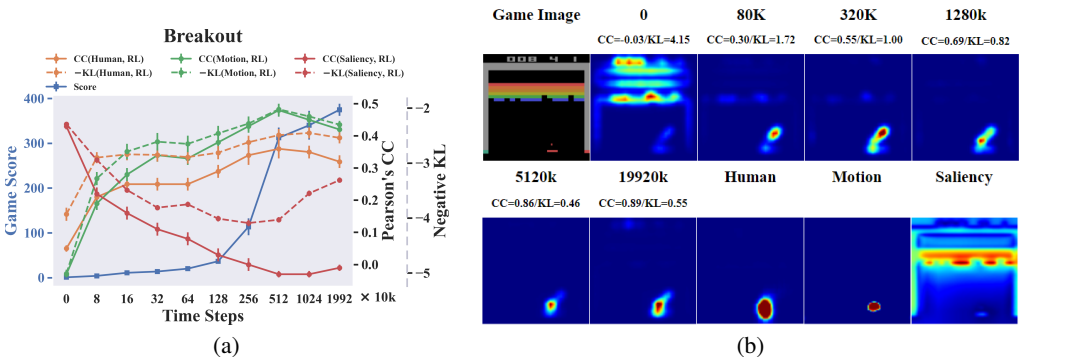 Breakout
CC(Human, RL) CC(Motion, RL) CC(Saliency, RL)
−KL(Human, RL) −KL(Motion, RL) −KL(Saliency, RL)
Score
Game Score
400
300
200
100
0
0.5
0.4
0.3
0.2
0.1
0.0
Pearson's CC
−2
−3
−4
−5
Negative KL
0 8 16 32 64 128 256 512 1024 1992 × 10k
Time Steps
(a)
Game Image 0 80K 320K 1280k
CC=-0.03/KL=4.15 CC=0.30/KL=1.72 CC=0.55/KL=1.00 CC=0.69/KL=0.82
008 4 1
5120k 19920k Human Motion Saliency
CC=0.86/KL=0.46 CC=0.89/KL=0.55
(b)